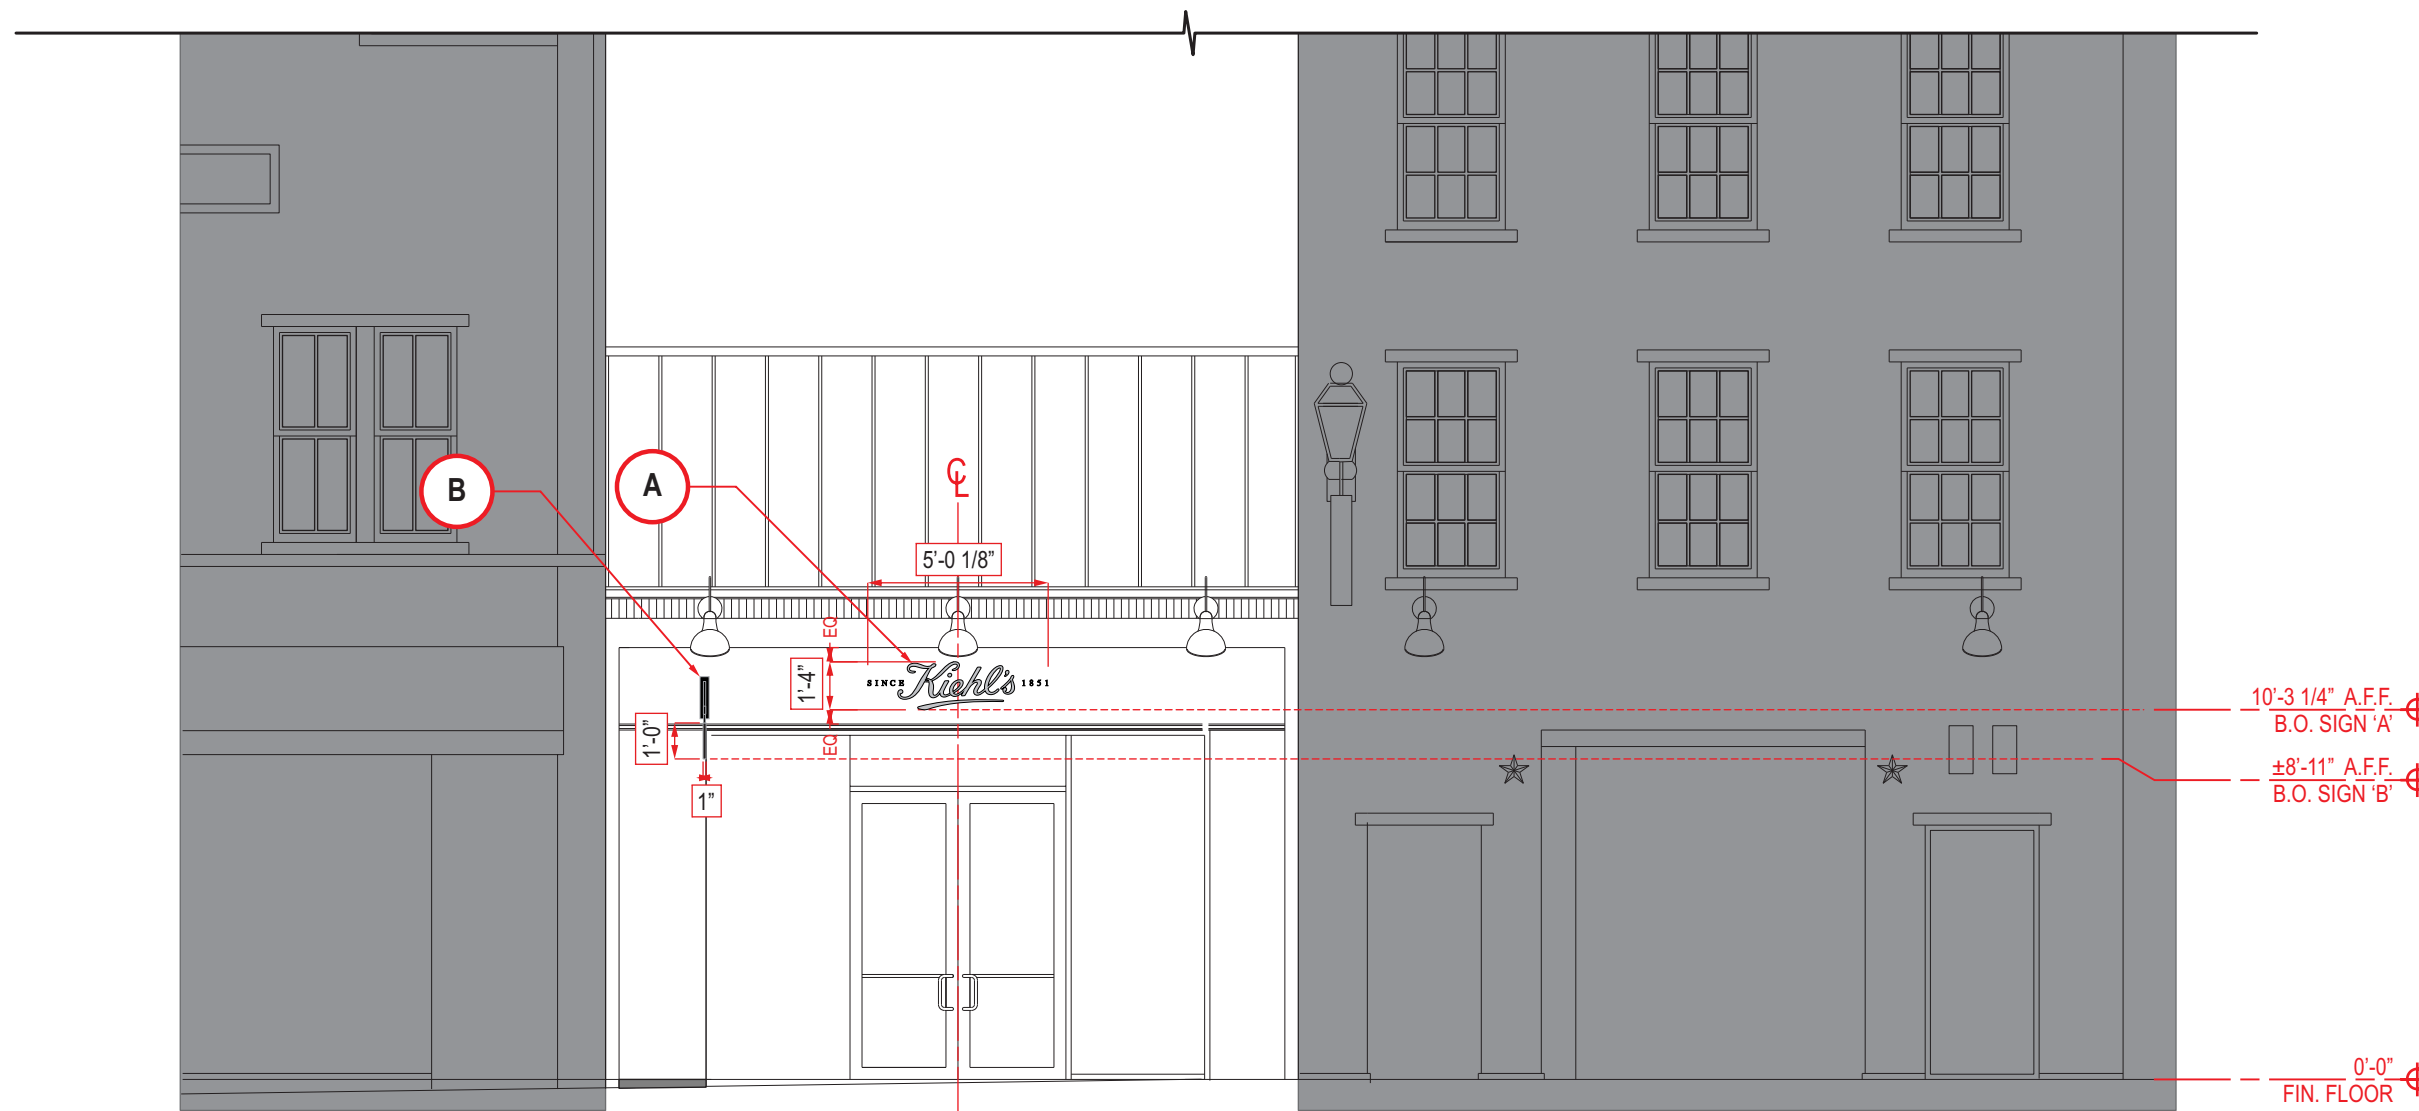 B
A
CL
5’-0 1/8”
EQ
1’-4”
SINCE Kiehl's 1851
1’-0”
EQ
1”
10’-3 1/4” A.F.F.
B.O. SIGN ‘A’
±8’-11” A.F.F.
B.O. SIGN ‘B’
0’-0”
FIN. FLOOR